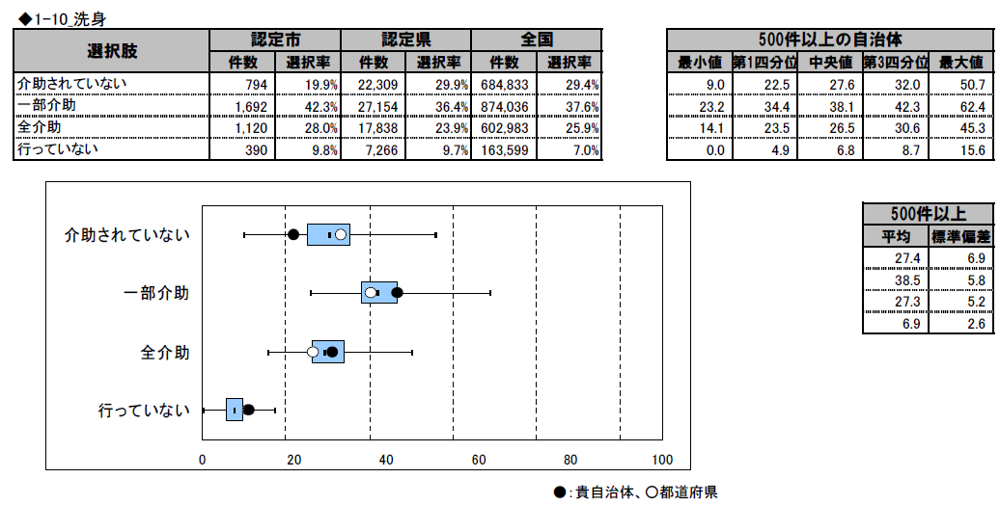 ◆1-10_洗身
選択肢 認定市 認定県 全国
件数 選択率 件数 選択率 件数 選択率
介助されていない 794 19.9% 22,309 29.9% 684,833 29.4%
一部介助 1,692 42.3% 27,154 36.4% 874,036 37.6%
全介助 1,120 28.0% 17,838 23.9% 602,983 25.9%
行っていない 390 9.8% 7,266 9.7% 163,599 7.0%
500件以上の自治体
最小値 第1四分位 中央値 第3四分位 最大値
9.0 22.5 27.6 32.0 50.7
23.2 34.4 38.1 42.3 62.4
14.1 23.5 26.5 30.6 45.3
0.0 4.9 6.8 8.7 15.6
介助されていない
一部介助
全介助
行っていない
0 20 40 60 80 100
500件以上
平均 標準偏差
27.4 6.9
38.5 5.8
27.3 5.2
6.9 2.6
●:貴自治体、○都道府県